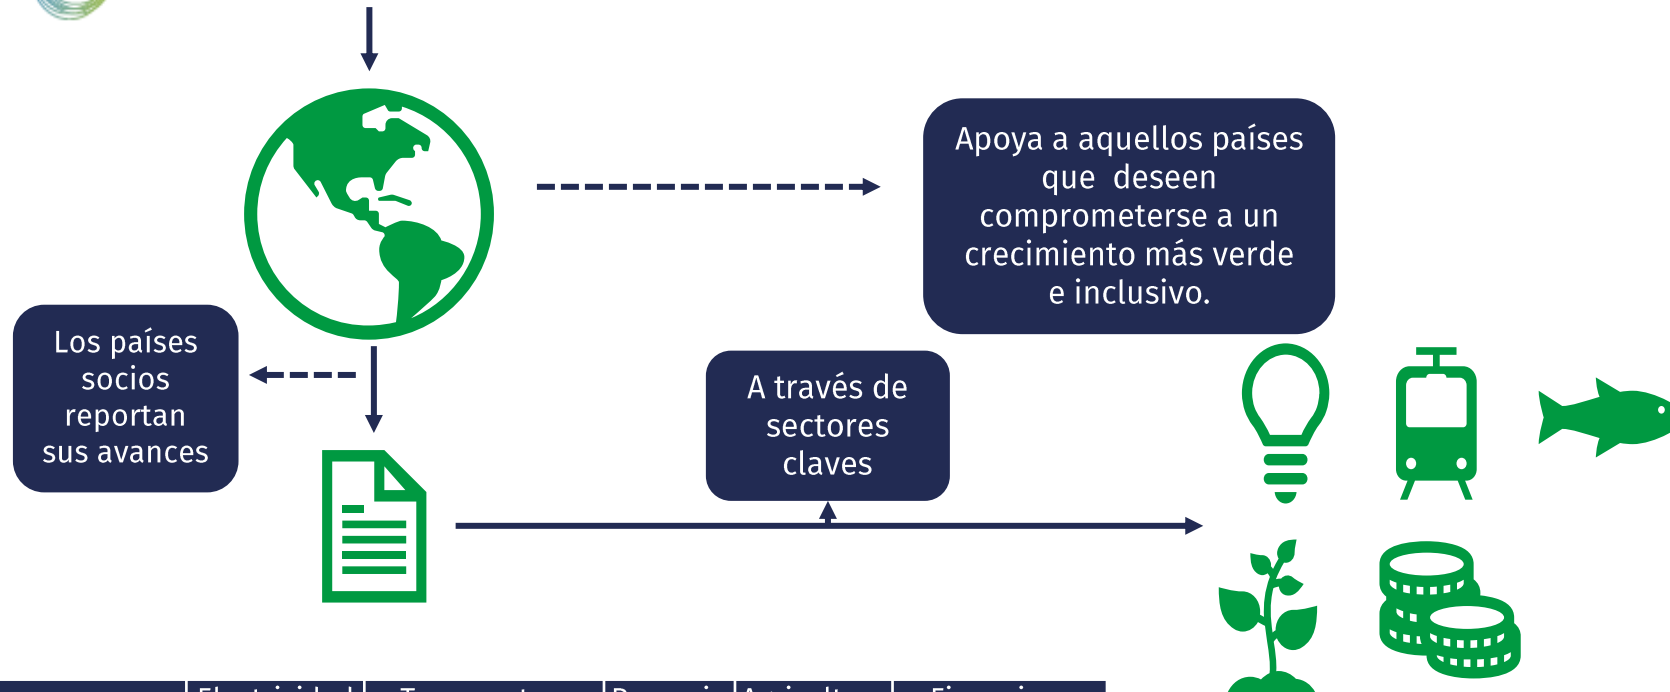 Apoya a aquellos países
que deseen
comprometerse a un
crecimiento más verde
e inclusivo.
Los países
socios
reportan
sus avances
A través de
sectores
claves
Electricidad